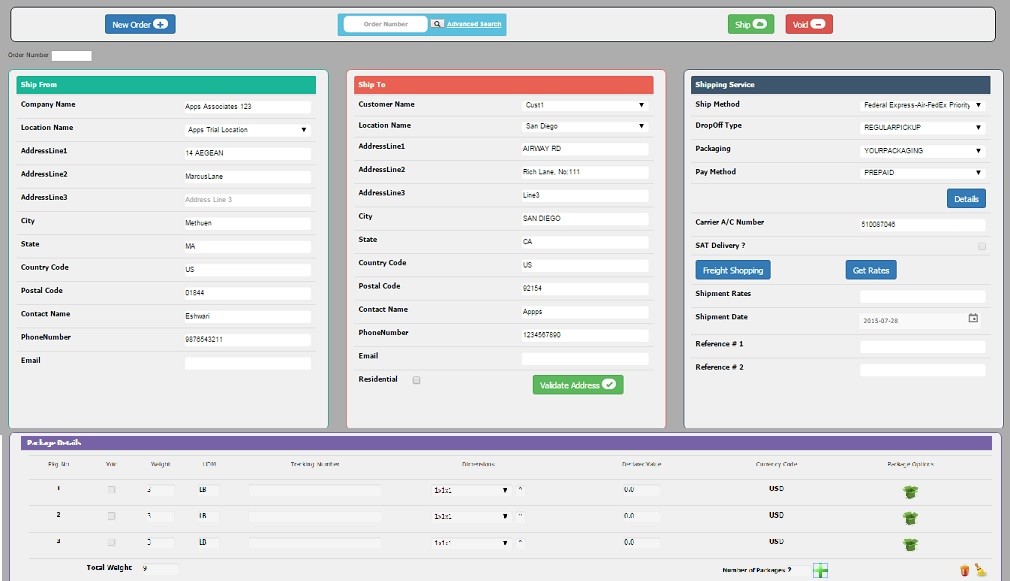 New Order
Order Number
Advanced Search
Ship
Void
Order Number
Ship From
Company Name Apps Associates 123
Location Name Apps Trial Location
AddressLine1 14 AEGEAN
AddressLine2 MarcusLane
AddressLine3 Address Line 3
City Methuen
State MA
Country Code US
Postal Code 01844
Contact Name Eshwari
PhoneNumber 9876543211
Email
Ship To
Customer Name Cust1
Location Name San Diego
AddressLine1 AIRWAY RD
AddressLine2 Rich Lane, No:111
AddressLine3 Line3
City SAN DIEGO
State CA
Country Code US
Postal Code 92154
Contact Name Appps
PhoneNumber 1234567890
Email
Residential
Validate Address
Shipping Service
Ship Method Federal Express-Air-FedEx Priority
DropOff Type REGULARPICKUP
Packaging YOURPACKAGING
Pay Method PREPAID
Details
Carrier A/C Number 510087046
SAT Delivery ?
Freight Shopping Get Rates
Shipment Rates
Shipment Date 2015-07-28
Reference # 1
Reference # 2
Package Details
Pkg. No Void Weight UOM Tracking Number Dimensions Declared Value Currency Code Package Options
1 3 LB 1x1x1 0.0 USD
2 3 LB 1x1x1 0.0 USD
3 3 LB 1x1x1 0.0 USD
Total Weight 9 Number of Packages ?